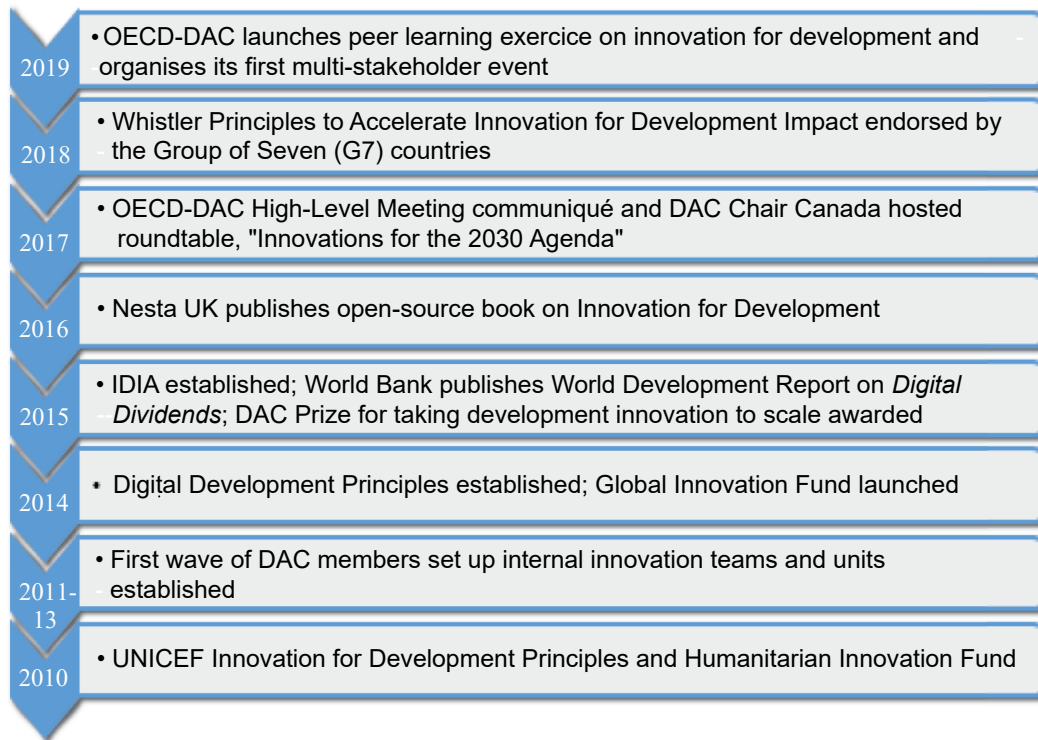 2019
• OECD-DAC launches peer learning exercice on innovation for development and
organises its first multi-stakeholder event
2018
• Whistler Principles to Accelerate Innovation for Development Impact endorsed by
the Group of Seven (G7) countries
2017
• OECD-DAC High-Level Meeting communiqué and DAC Chair Canada hosted
roundtable, "Innovations for the 2030 Agenda"
2016
• Nesta UK publishes open-source book on Innovation for Development
2015
• IDIA established; World Bank publishes World Development Report on Digital
Dividends; DAC Prize for taking development innovation to scale awarded
2014
• Digital Development Principles established; Global Innovation Fund launched
2011-
13
• First wave of DAC members set up internal innovation teams and units
established
2010
• UNICEF Innovation for Development Principles and Humanitarian Innovation Fund